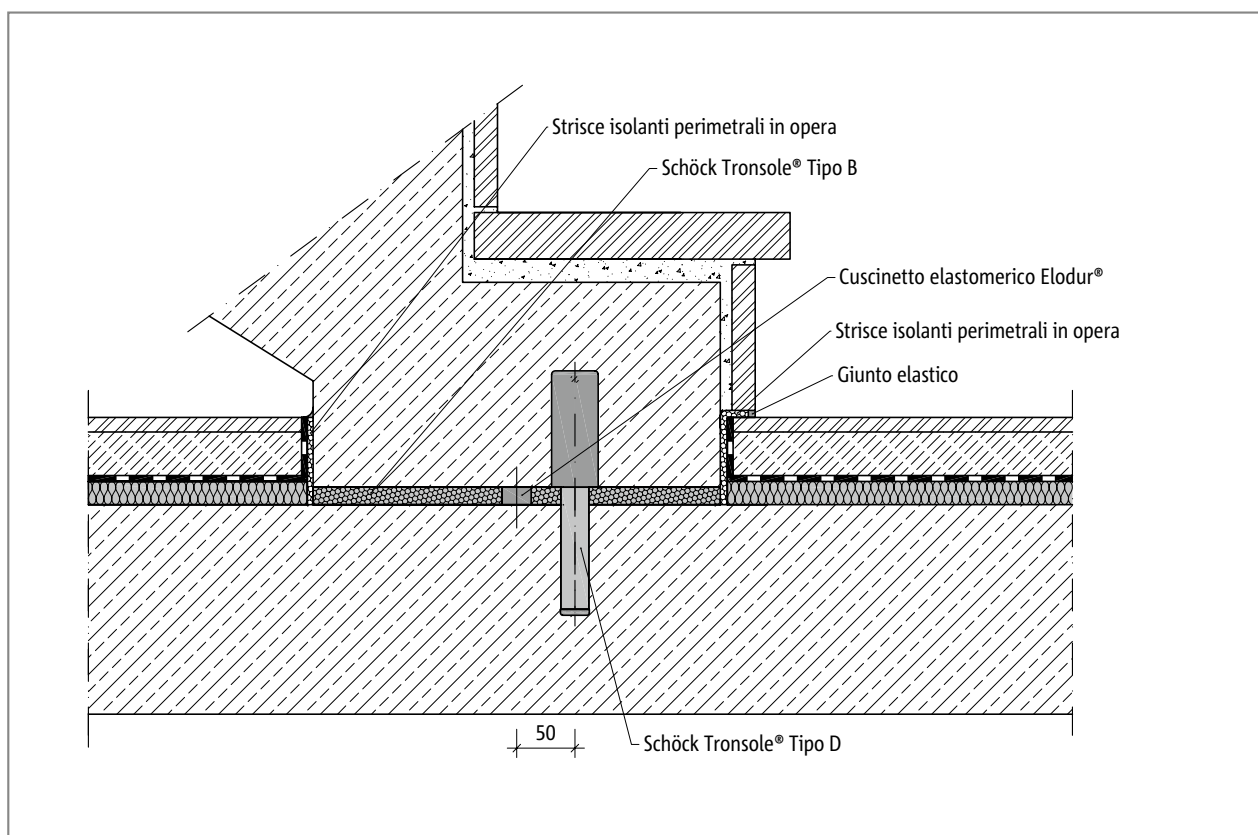 Strisce isolanti perimetrali in opera
Schöck Tronsole® Tipo B
Cuscinetto elastomerico Elodur®
Strisce isolanti perimetrali in opera
Giunto elastico
50
Schöck Tronsole® Tipo D